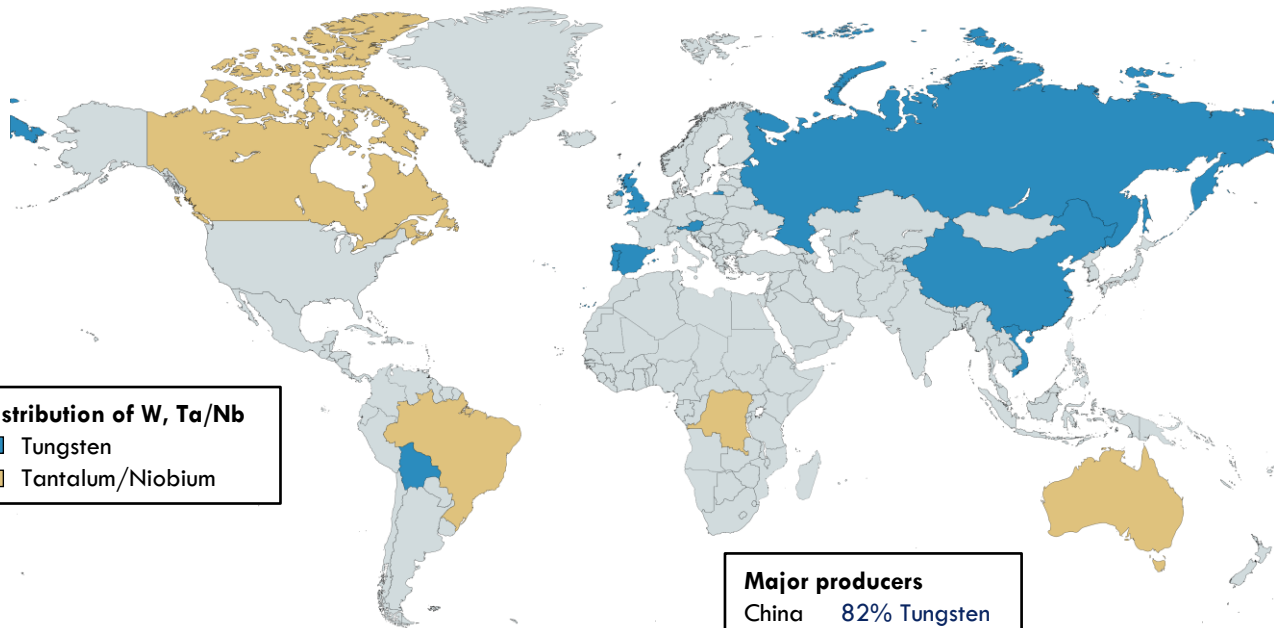 stribution of W, Ta/Nb
Tungsten
Tantalum/Niobium
Major producers
China 82% Tungsten